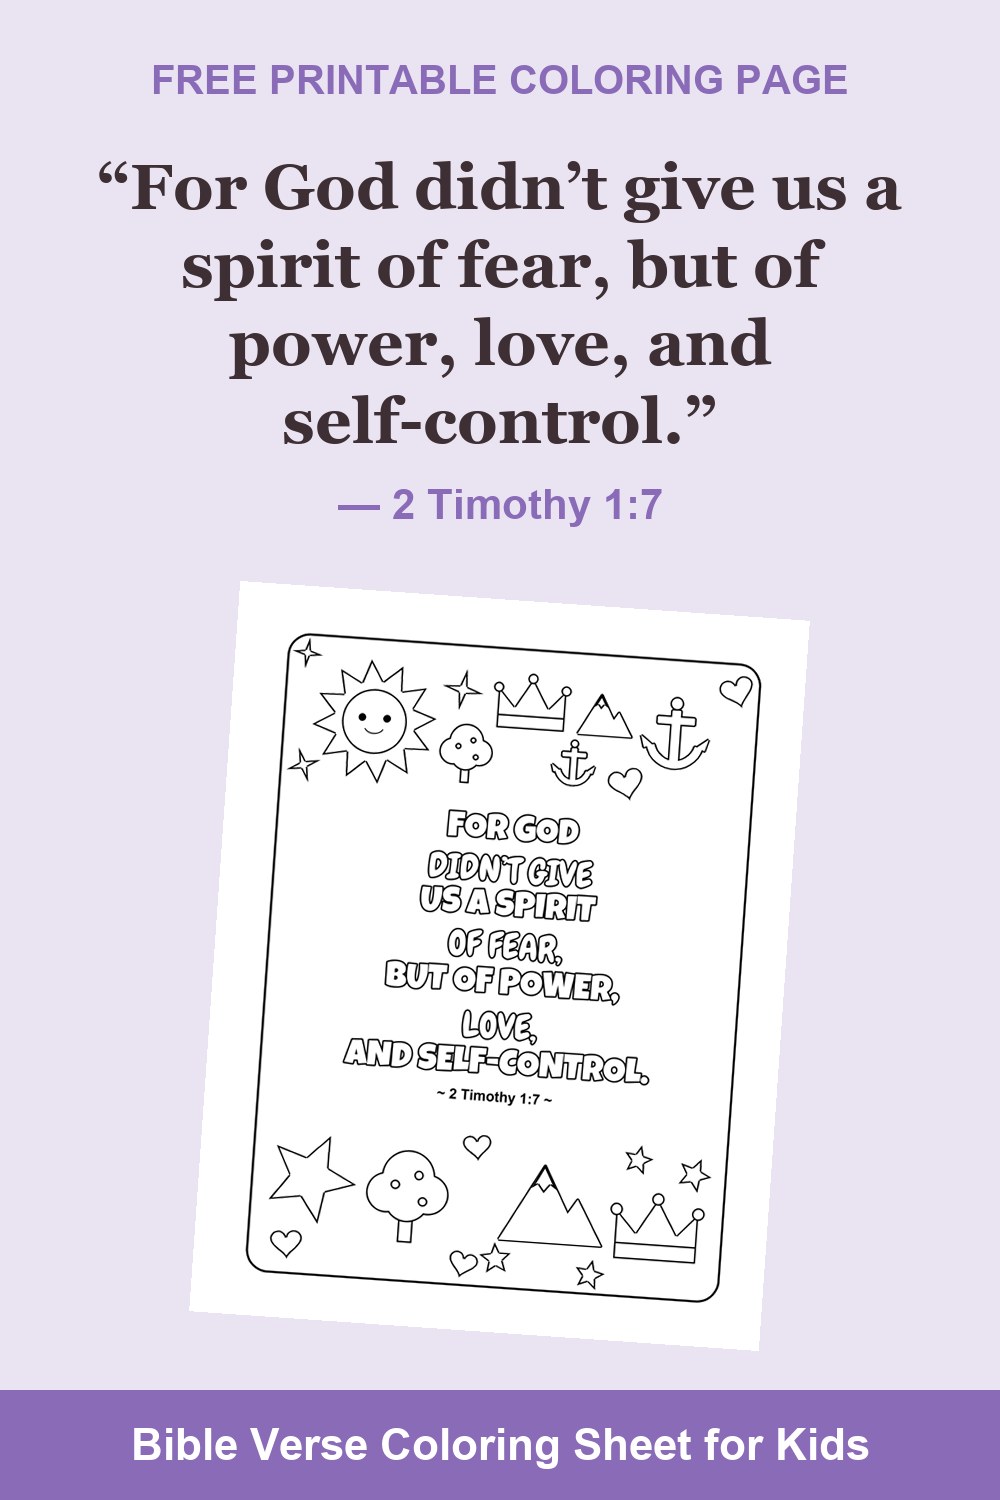 FREE PRINTABLE COLORING PAGE
“For God didn’t give us a
spirit of fear, but of
power, love, and
self-control.”
— 2 Timothy 1:7
FOR GOD
DIDN'T GIVE
US A SPIRIT
OF FEAR,
BUT OF POWER,
LOVE,
AND SELF-CONTROL.
~ 2 Timothy 1:7 ~
Bible Verse Coloring Sheet for Kids